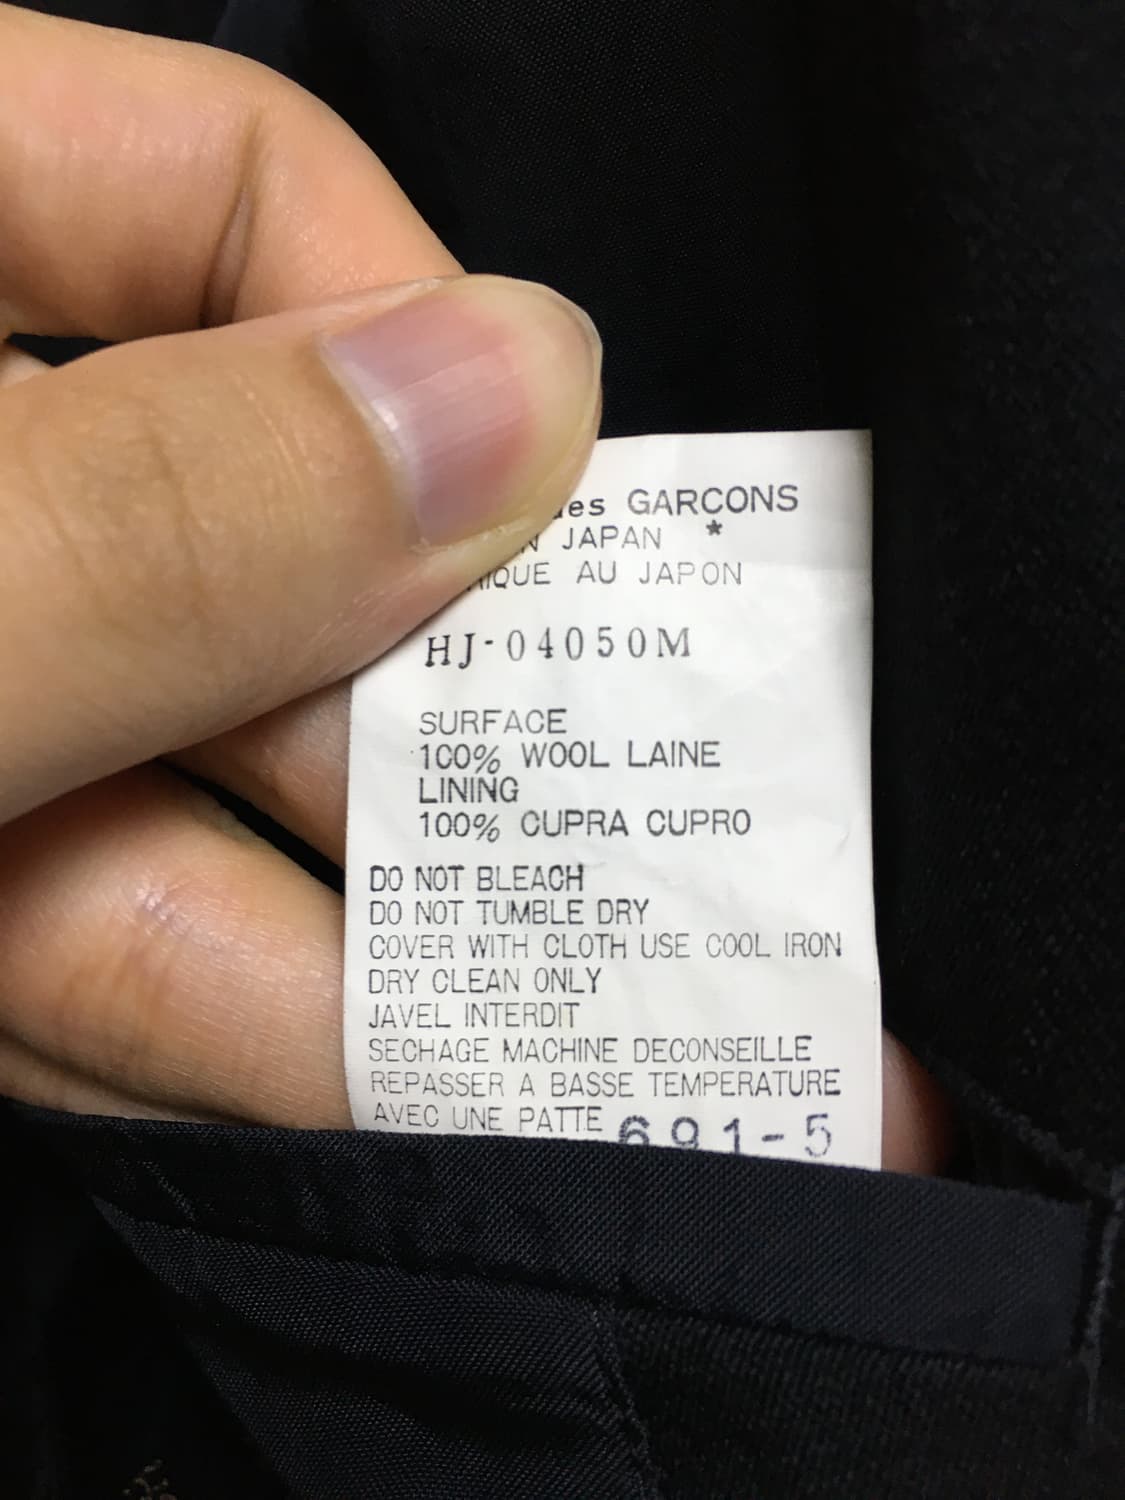 des GARCONS
JAPAN *
AU JAPON
HJ-04050M
SURFACE
100% WOOL LAINE
LINING
100% CUPRA CUPRO
DO NOT BLEACH
DO NOT TUMBLE DRY
COVER WITH CLOTH USE COOL IRON
DRY CLEAN ONLY
JAVEL INTERDIT
SECHAGE MACHINE DECONSEILLE
REPASSER A BASSE TEMPERATURE
AVEC UNE PATTE
691-5